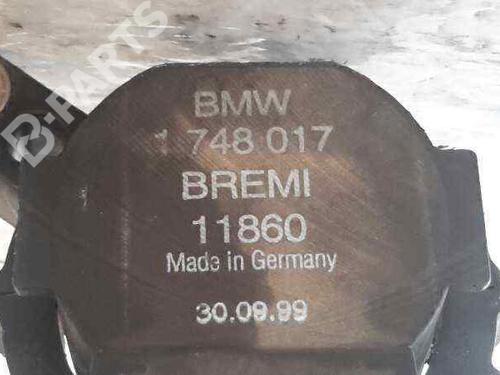 B-PARTS
BMW
1 748 017
BREMI
11860
Made in Germany
30.09.99